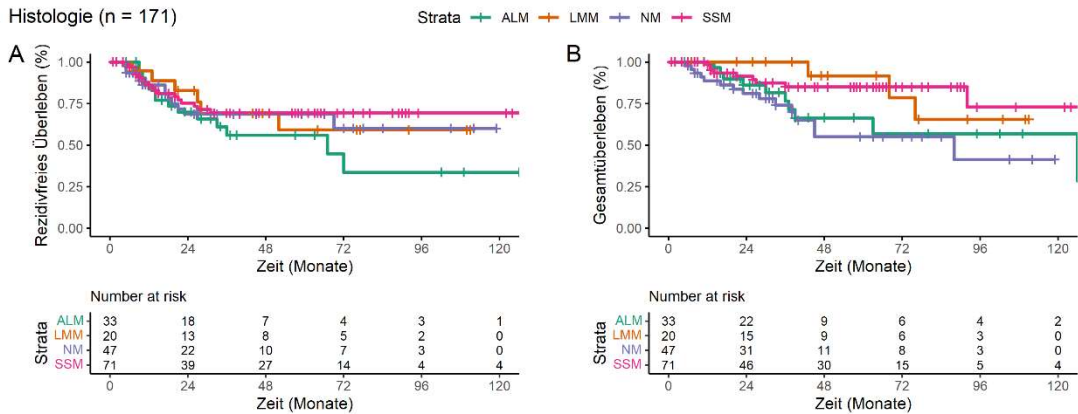 Histologie (n = 171)
Strata ALM LMM NM SSM
A
Rezidivfreies Überleben (%)
1.00
0.75
0.50
0.25
0.00
0 24 48 72 96 120
Zeit (Monate)
Number at risk
Strata
ALM 33 18 7 4 3 1
LMM 20 13 8 5 2 0
NM 47 22 10 7 3 0
SSM 71 39 27 14 4 4
0 24 48 72 96 120
Zeit (Monate)
B
Gesamtüberleben (%)
1.00
0.75
0.50
0.25
0.00
0 24 48 72 96 120
Zeit (Monate)
Number at risk
Strata
ALM 33 22 9 6 4 2
LMM 20 15 9 6 3 0
NM 47 31 11 8 3 0
SSM 71 46 30 15 5 4
0 24 48 72 96 120
Zeit (Monate)